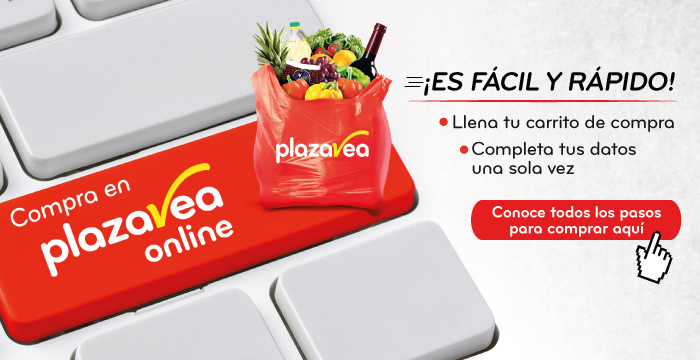 Compra en
plazavea
online
plazavea
¡ES FÁCIL Y RÁPIDO!
• Llena tu carrito de compra
• Completa tus datos
una sola vez
Conoce todos los pasos
para comprar aquí